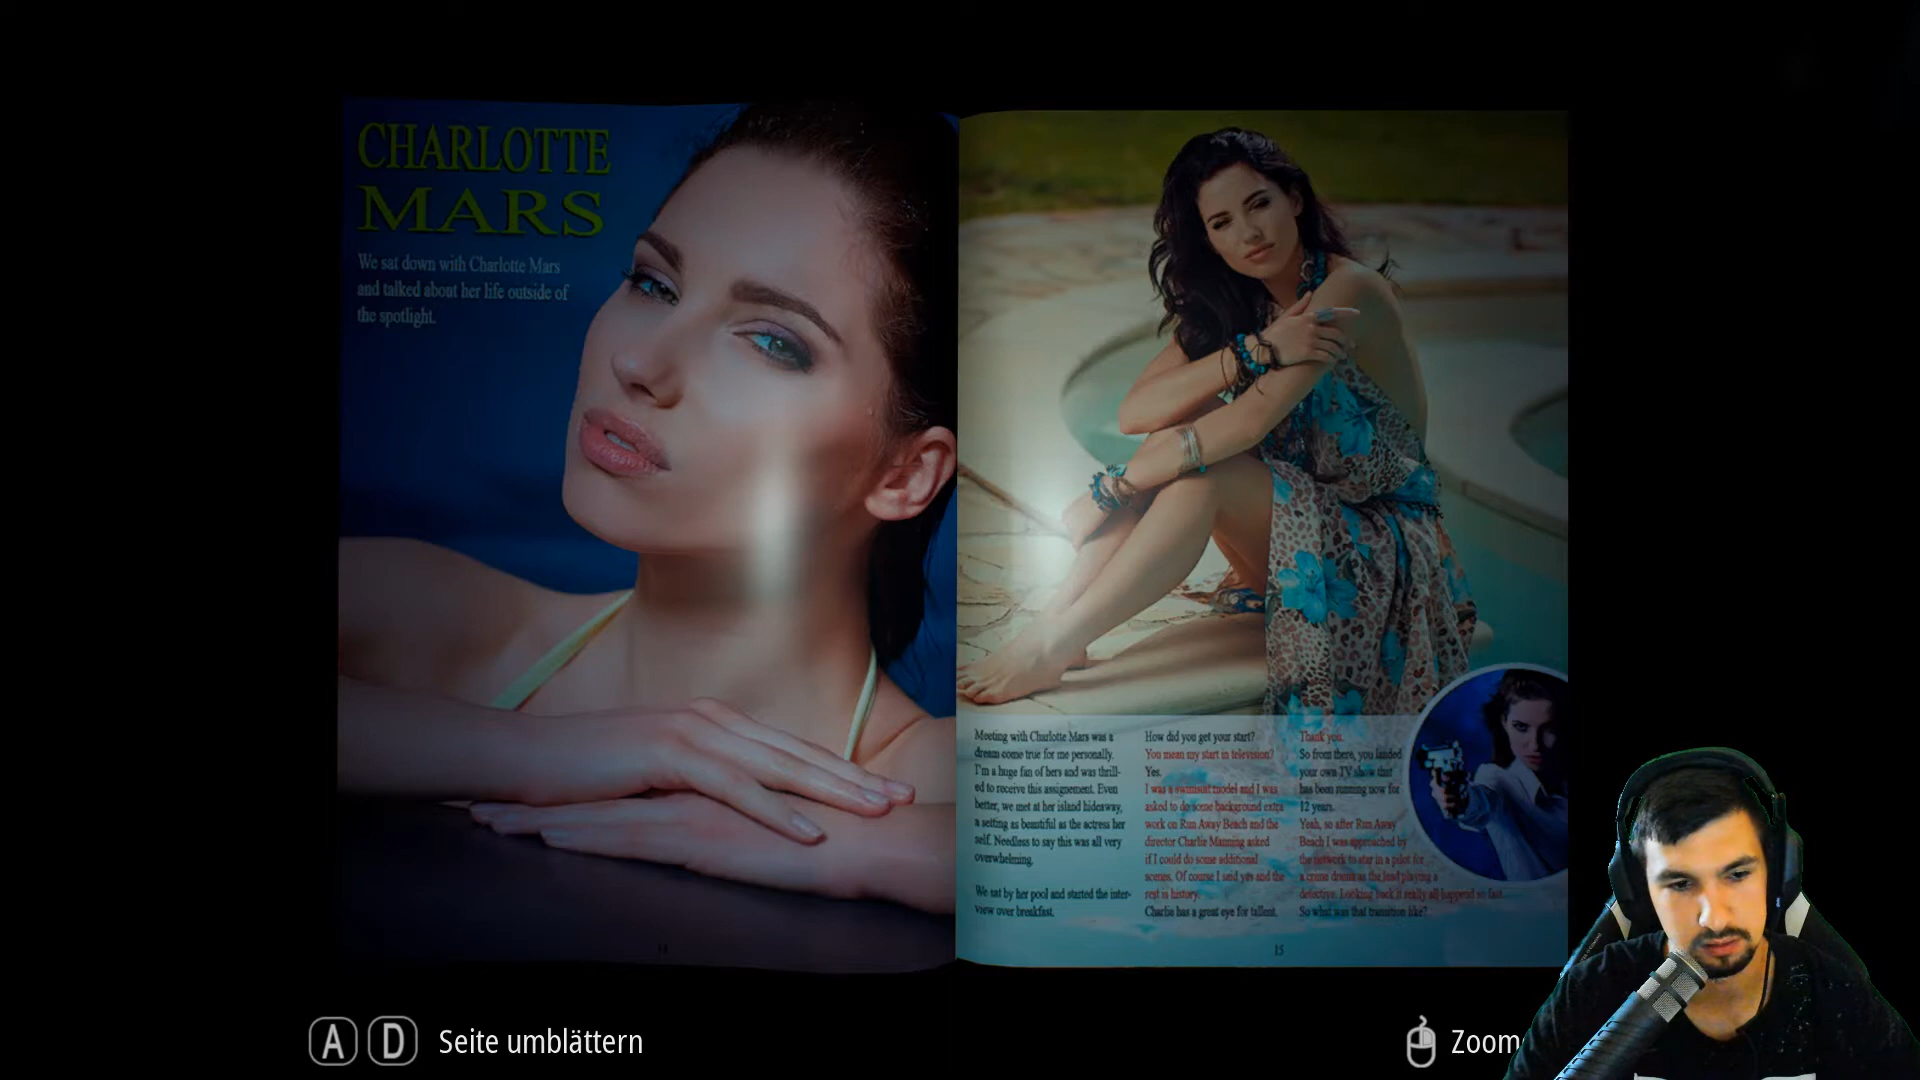 CHARLOTTE
MARS
We sat down with Charlotte Mars
and talked about her life outside of
the spotlight.
14
Meeting with Charlotte Mars was a
dream come true for me personally.
I'm a huge fan of hers and was thrill-
ed to receive this assignement. Even
better, we met at her island hideaway,
a setting as beautiful as the actress her
self. Needless to say this was all very
overwhelming.
We sat by her pool and started the inter-
view over breakfast.
How did you get your start?
You mean my start in television?
Yes.
I was a swimsuit model and I was
asked to do some background extra
work on Run Away Beach and the
director Charlie Manning asked
if I could do some additional
scenes. Of course I said yes and the
rest is history.
Charlie has a great eye for tallent.
Thank you.
So from there, you landed
your own TV show that
has been running now for
12 years.
Yeah, so after Run Away
Beach I was approached by
the network to star in a pilot for
a crime drama as the lead playing a
detective. Looking back it really all happend so fast.
So what was that transition like?
15
A D Seite umblättern
Zoom